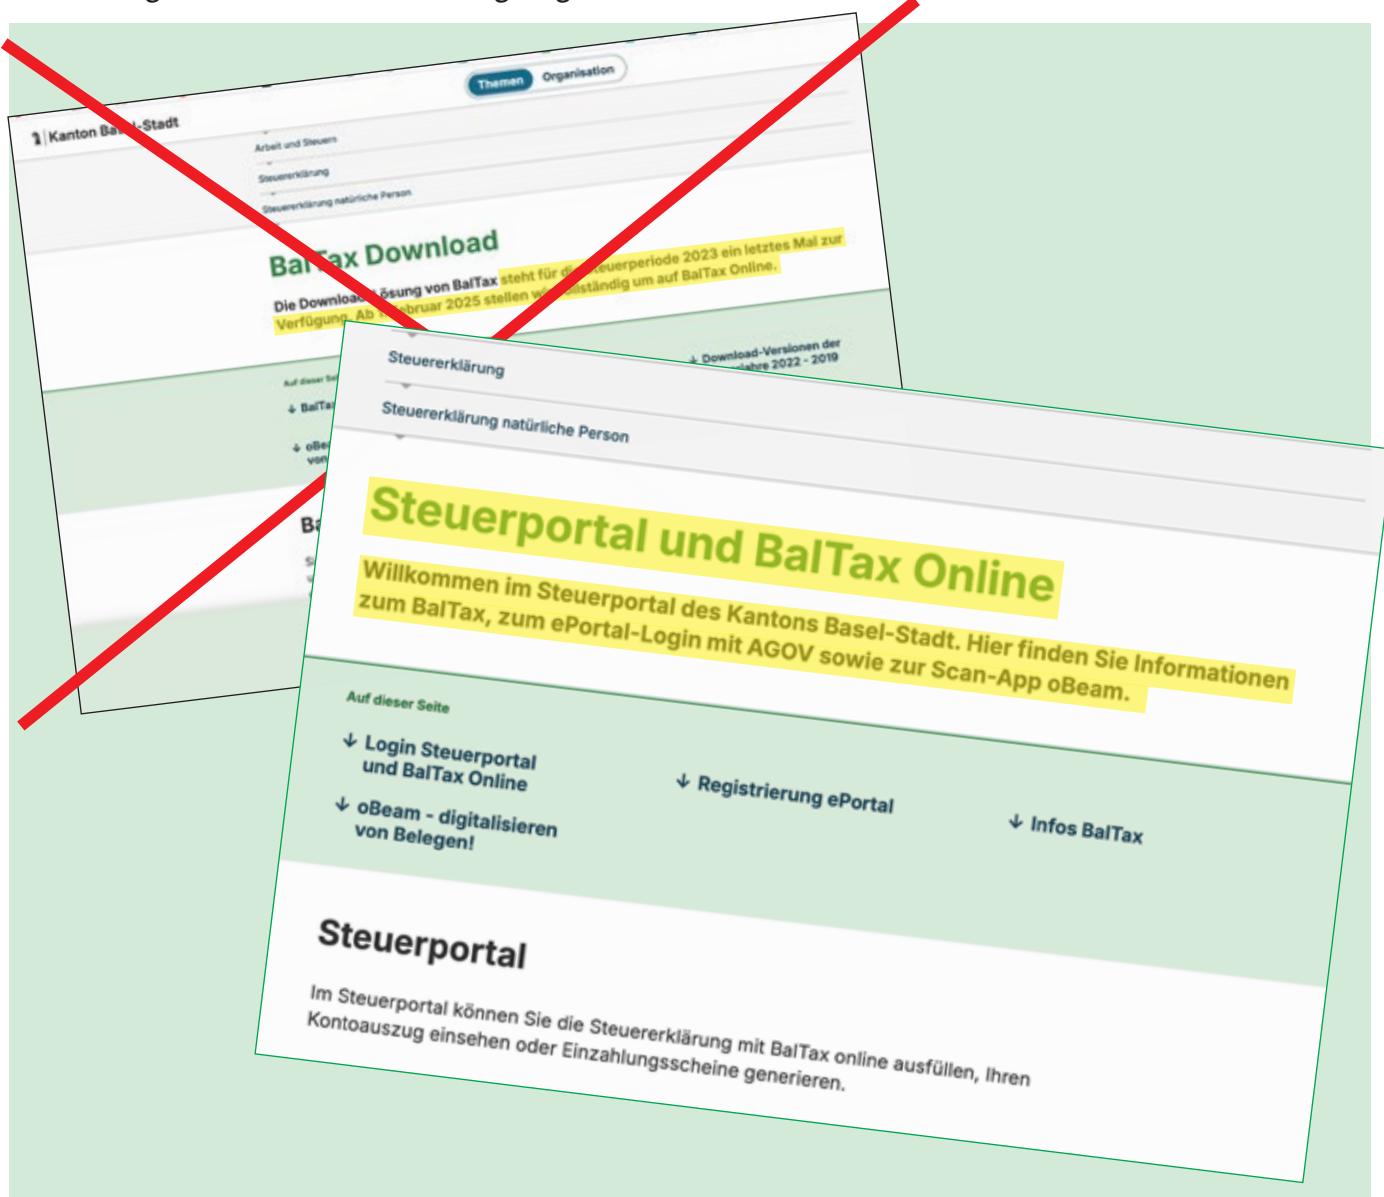 Kanton Basel-Stadt
Themen Organisation
Arbeit und Steuern
Steuererklärung
Steuererklärung natürliche Person
BalTax Download
Die Download-Lösung von BalTax steht für die Steuerperiode 2023 ein letztes Mal zur
Verfügung. Ab 1. Februar 2025 stellen wir vollständig um auf BalTax Online.
Auf dieser
↓ Download-Versionen der
2022 - 2019
Steuererklärung
Steuererklärung natürliche Person
Steuerportal und BalTax Online
Willkommen im Steuerportal des Kantons Basel-Stadt. Hier finden Sie Informationen
zum BalTax, zum ePortal-Login mit AGOV sowie zur Scan-App oBeam.
Auf dieser Seite
↓ Login Steuerportal
und BalTax Online
↓ Registrierung ePortal
↓ Infos BalTax
↓ oBeam - digitalisieren
von Belegen!
Steuerportal
Im Steuerportal können Sie die Steuererklärung mit BalTax online ausfüllen, Ihren
Kontoauszug einsehen oder Einzahlungsscheine generieren.